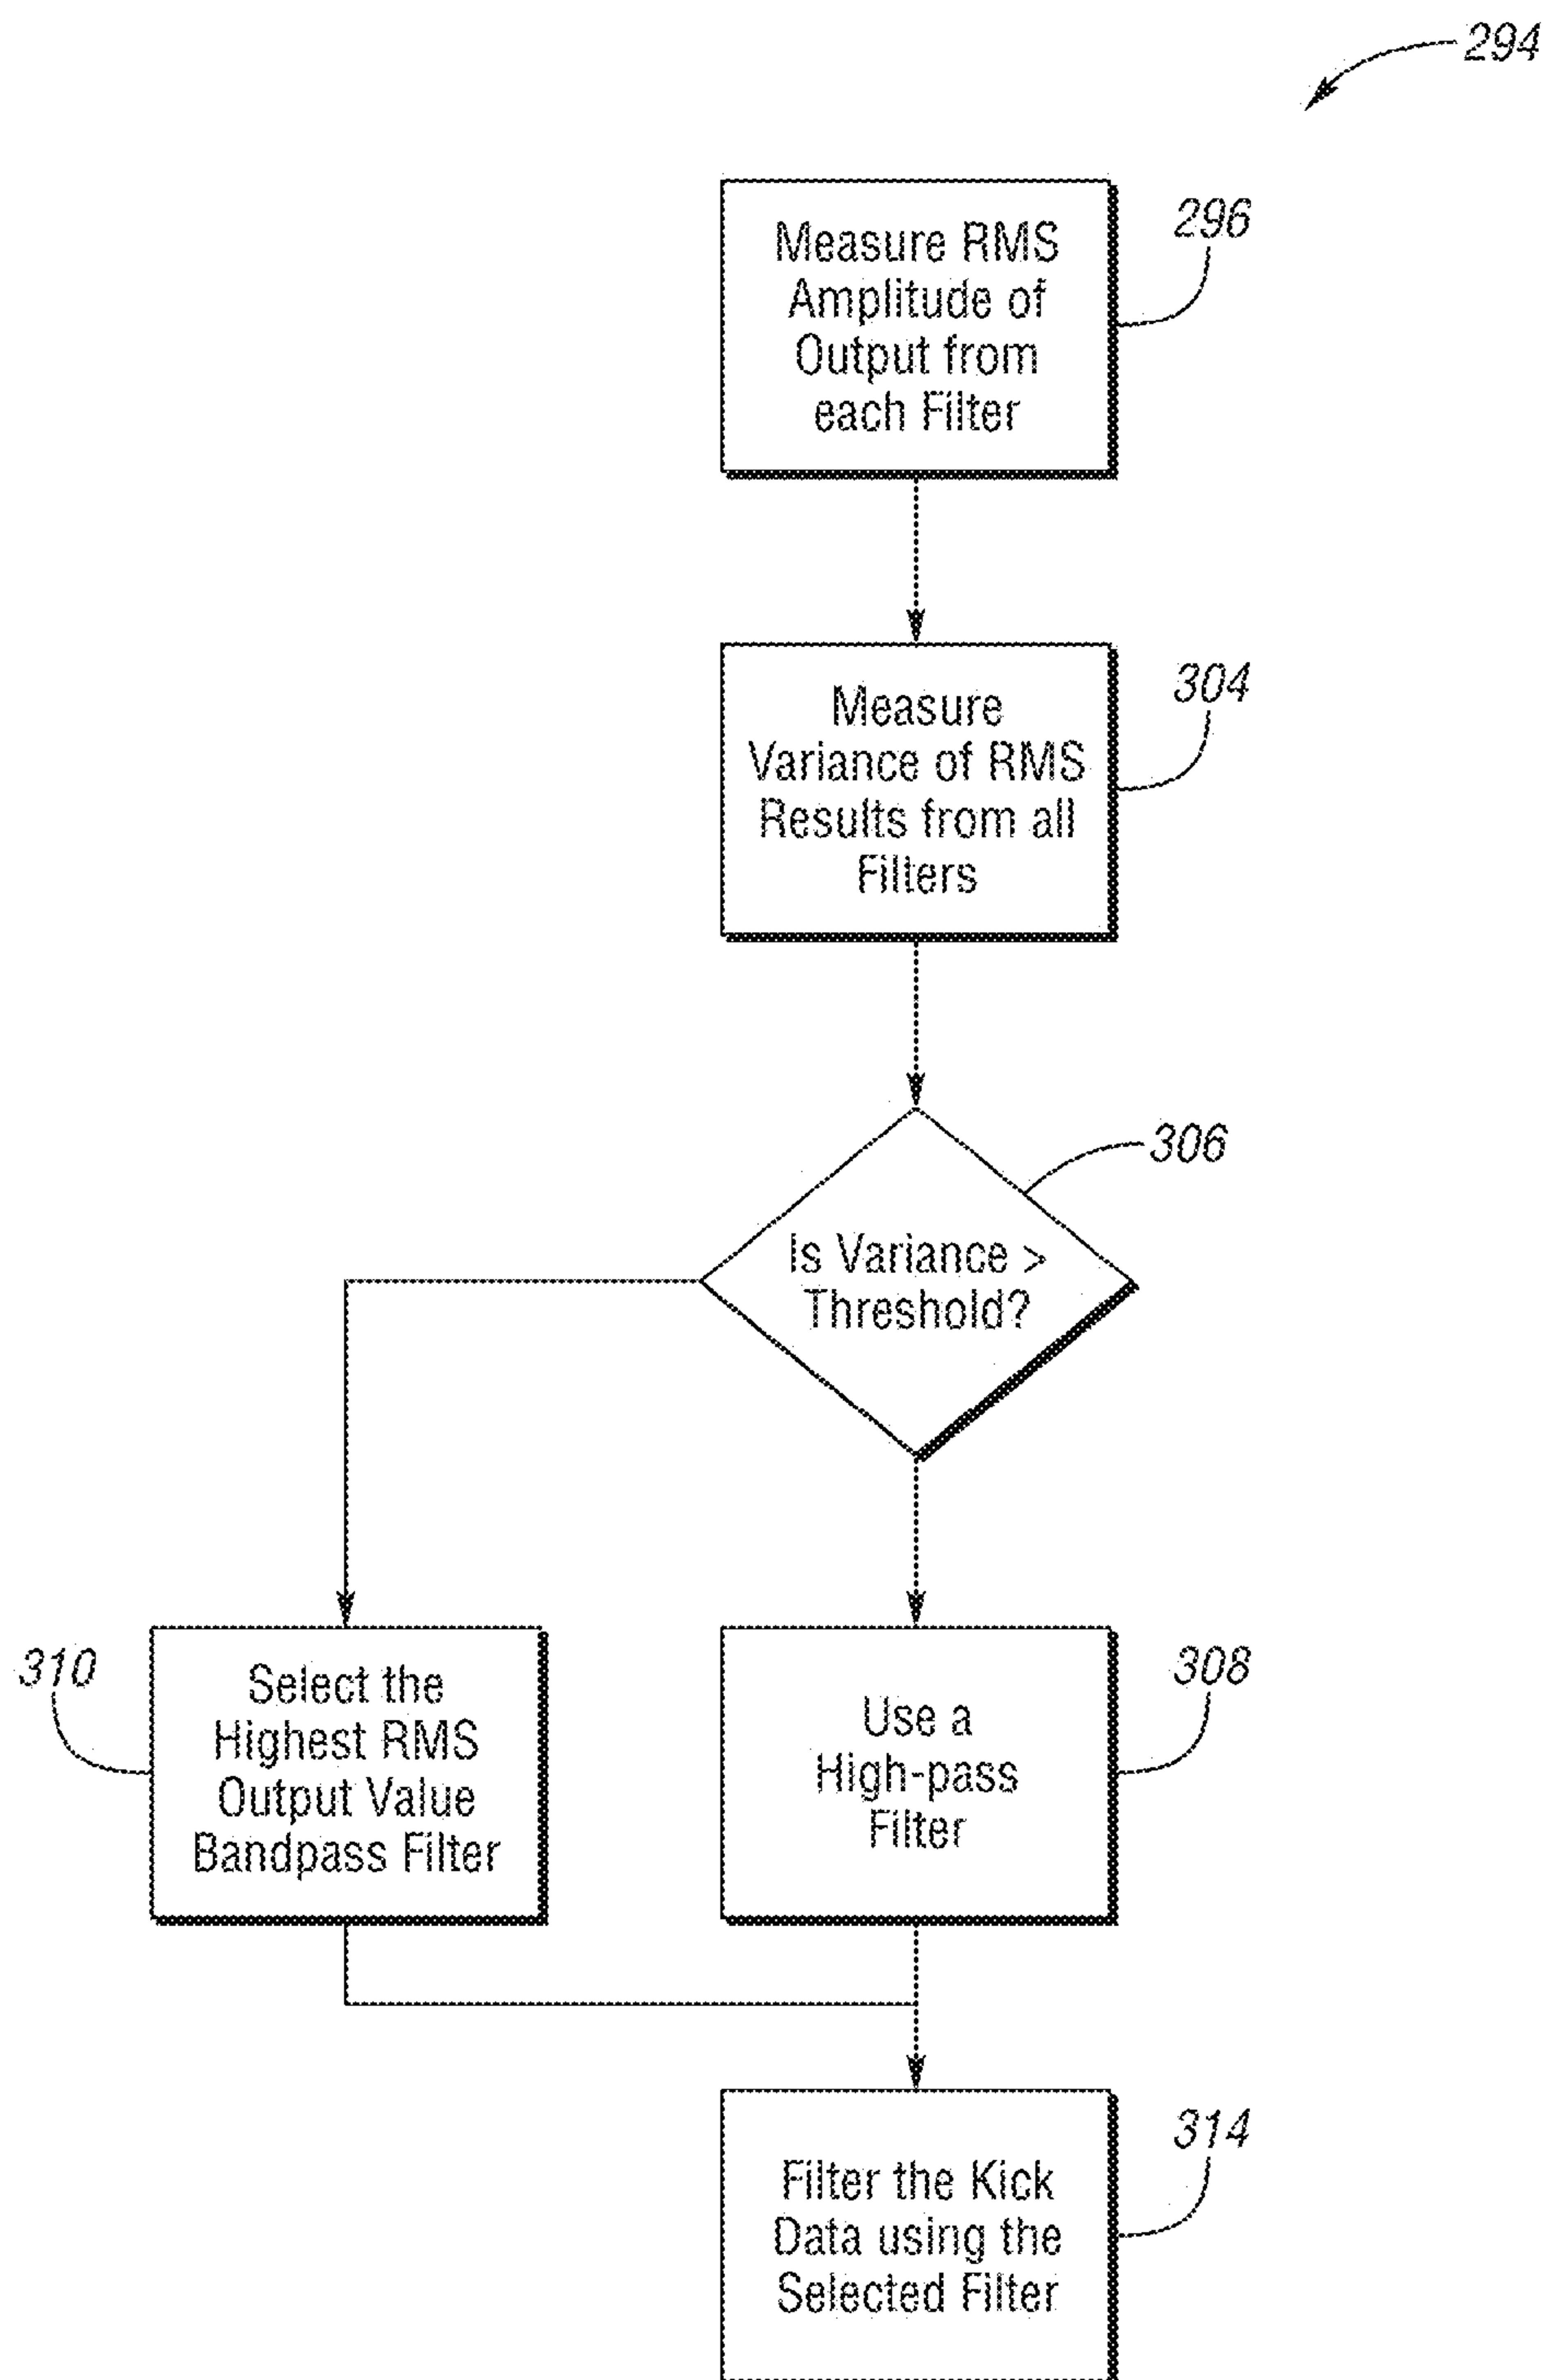 294
Measure RMS
Amplitude of
Output from
each Filter
296
Measure
Variance of RMS
Results from all
Filters
304
306
Is Variance >
Threshold?
310
Select the
Highest RMS
Output Value
Bandpass Filter
Use a
High-pass
Filter
308
Filter the Kick
Data using the
Selected Filter
314